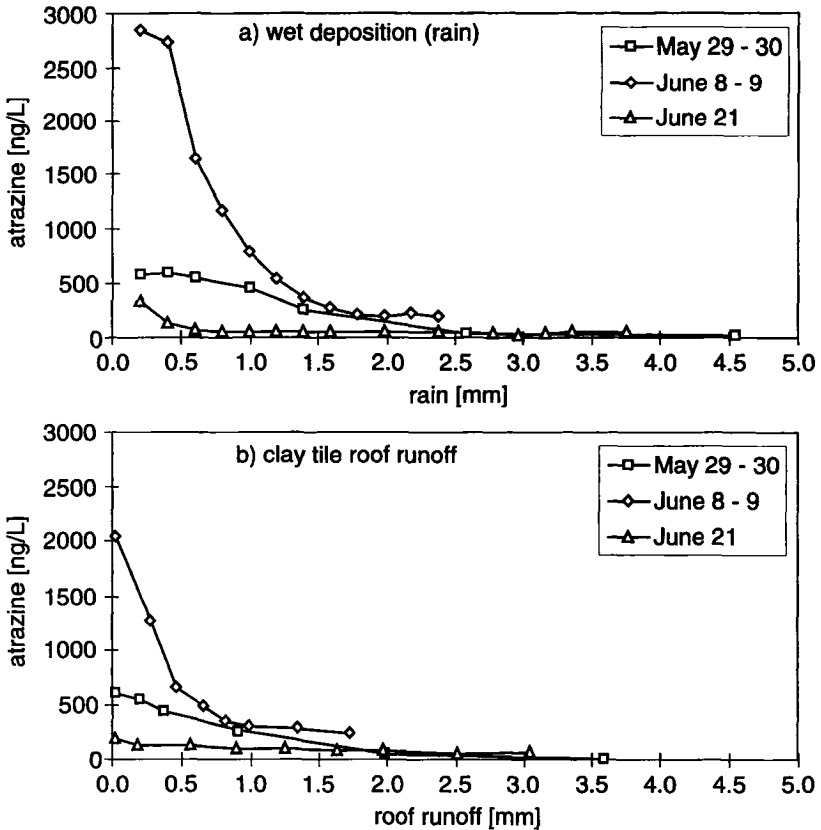 a) wet deposition (rain)
May 29 - 30
June 8 - 9
June 21
atrazine [ng/L]
3000
2500
2000
1500
1000
500
0
0.0 0.5 1.0 1.5 2.0 2.5 3.0 3.5 4.0 4.5 5.0
rain [mm]
b) clay tile roof runoff
May 29 - 30
June 8 - 9
June 21
atrazine [ng/L]
3000
2500
2000
1500
1000
500
0
0.0 0.5 1.0 1.5 2.0 2.5 3.0 3.5 4.0 4.5 5.0
roof runoff [mm]